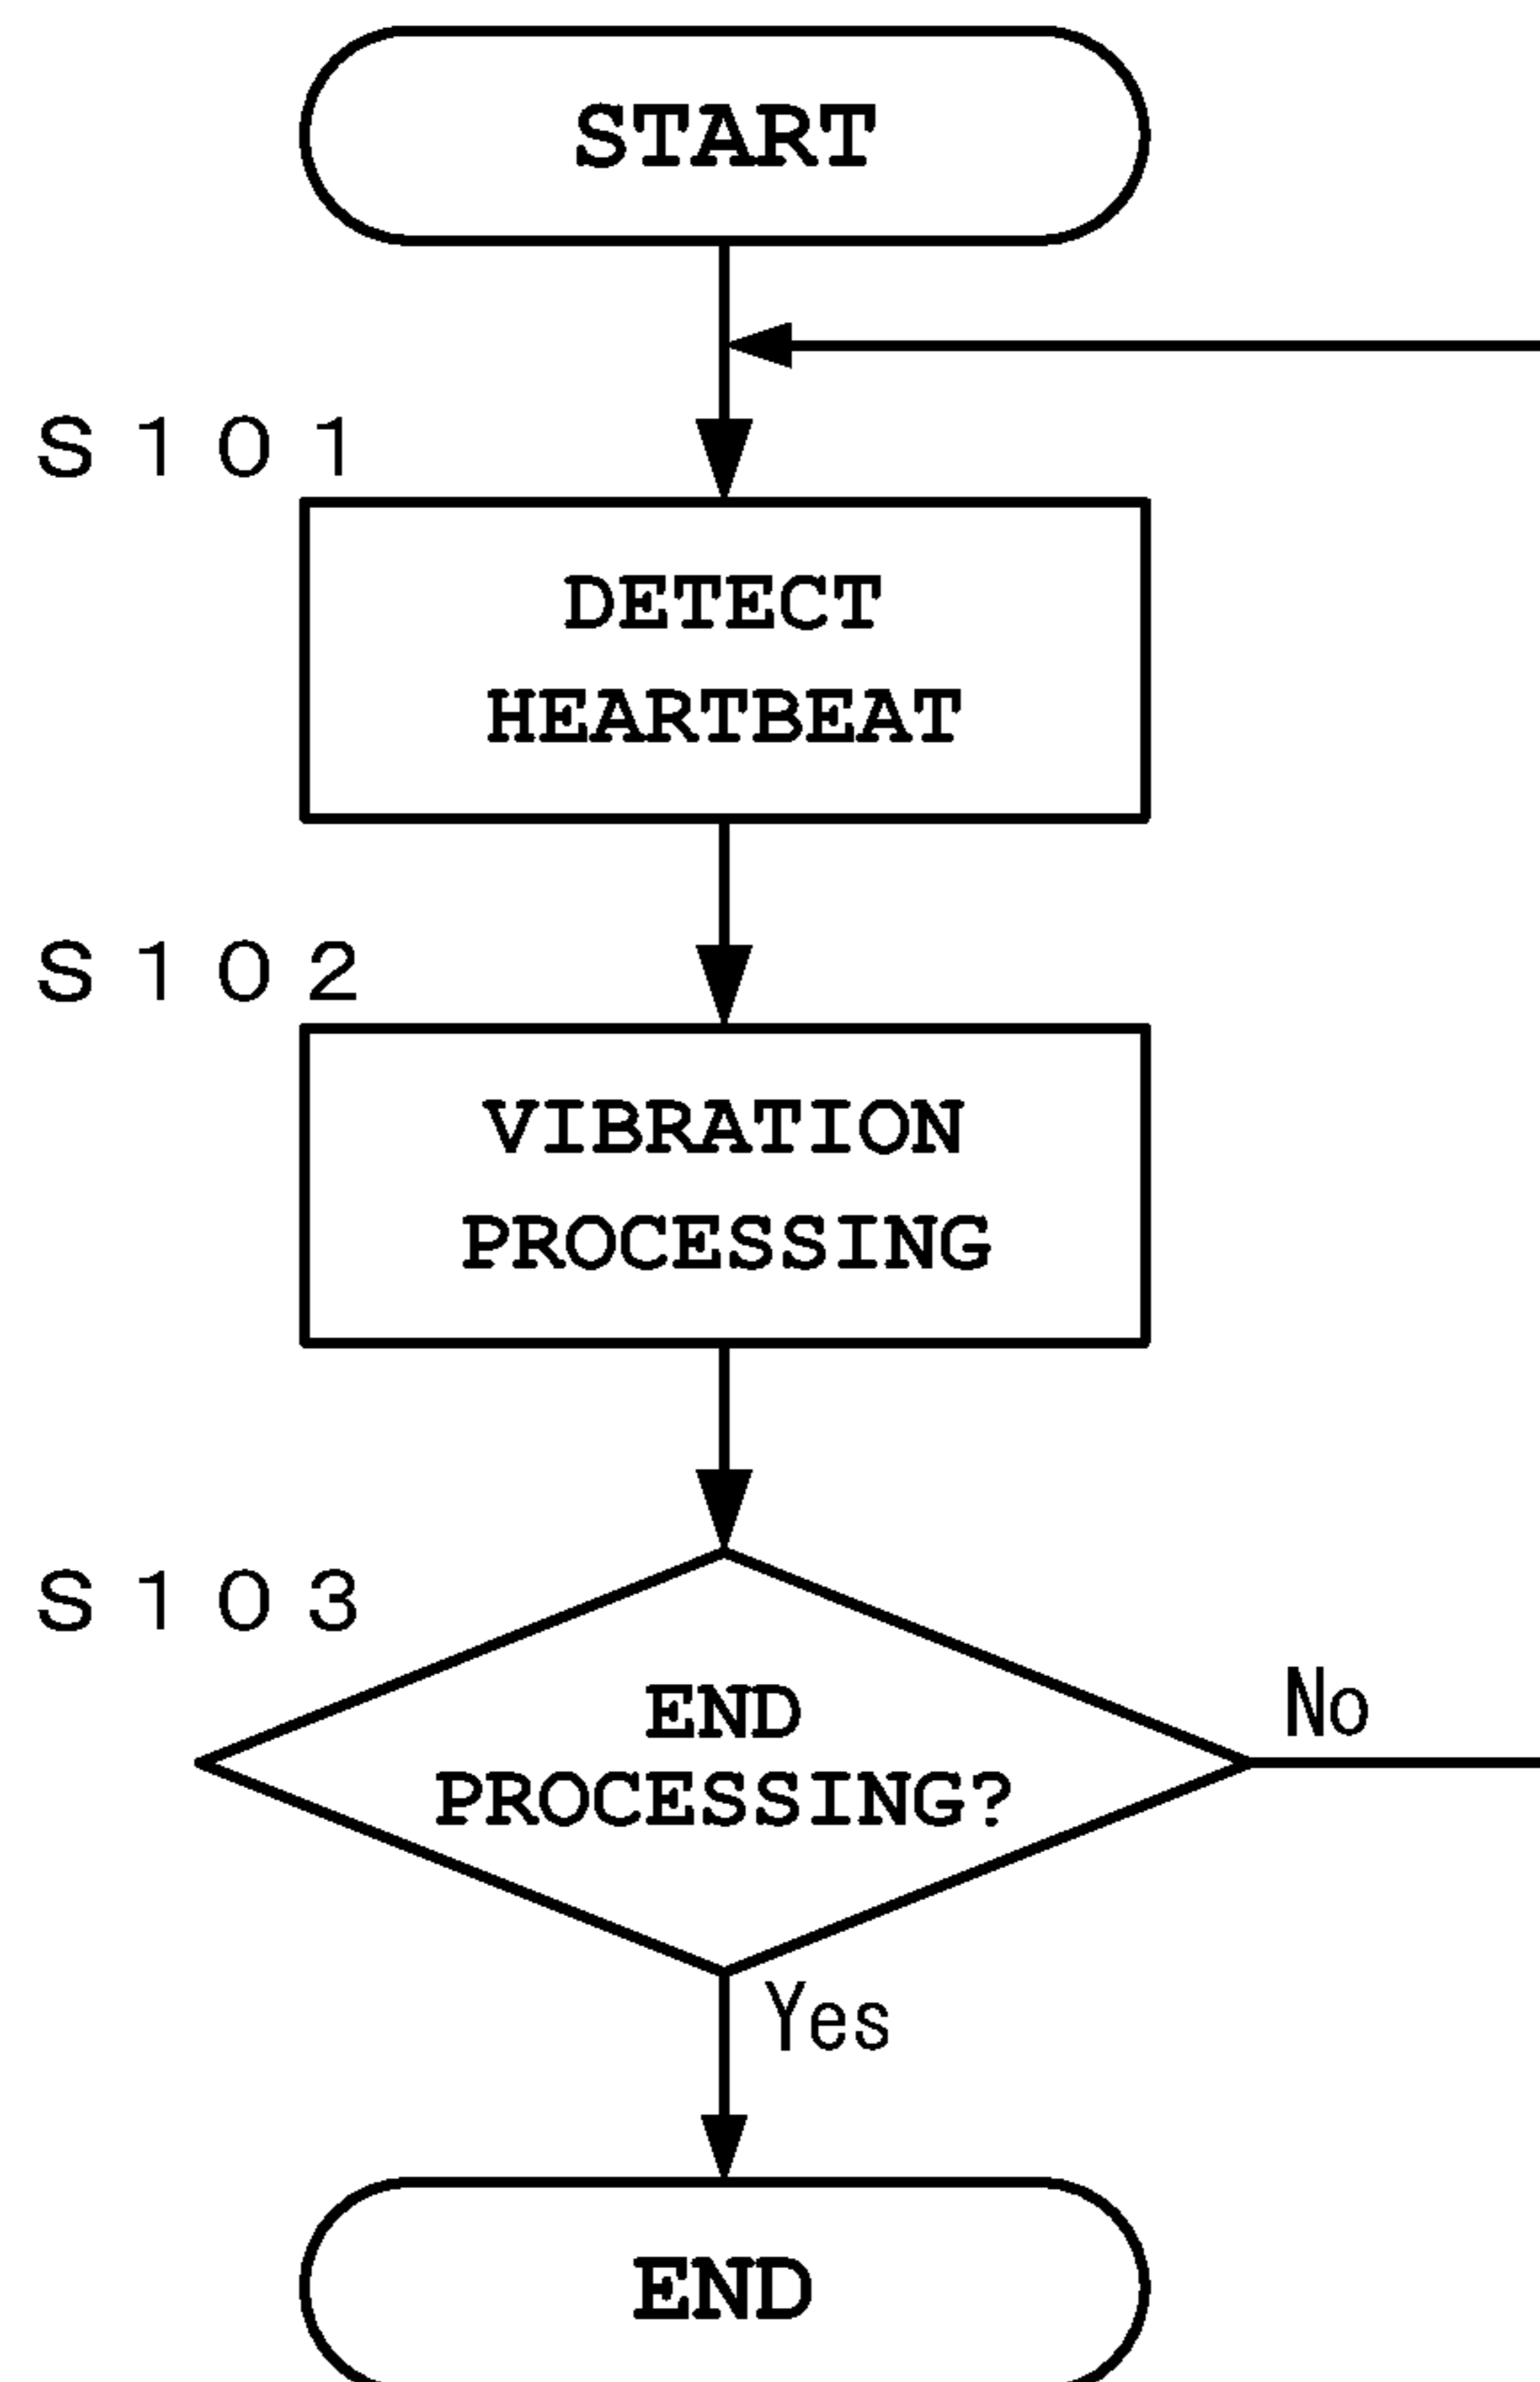 START
S101
DETECT
HEARTBEAT
S102
VIBRATION
PROCESSING
S103
END
PROCESSING?
No
Yes
END